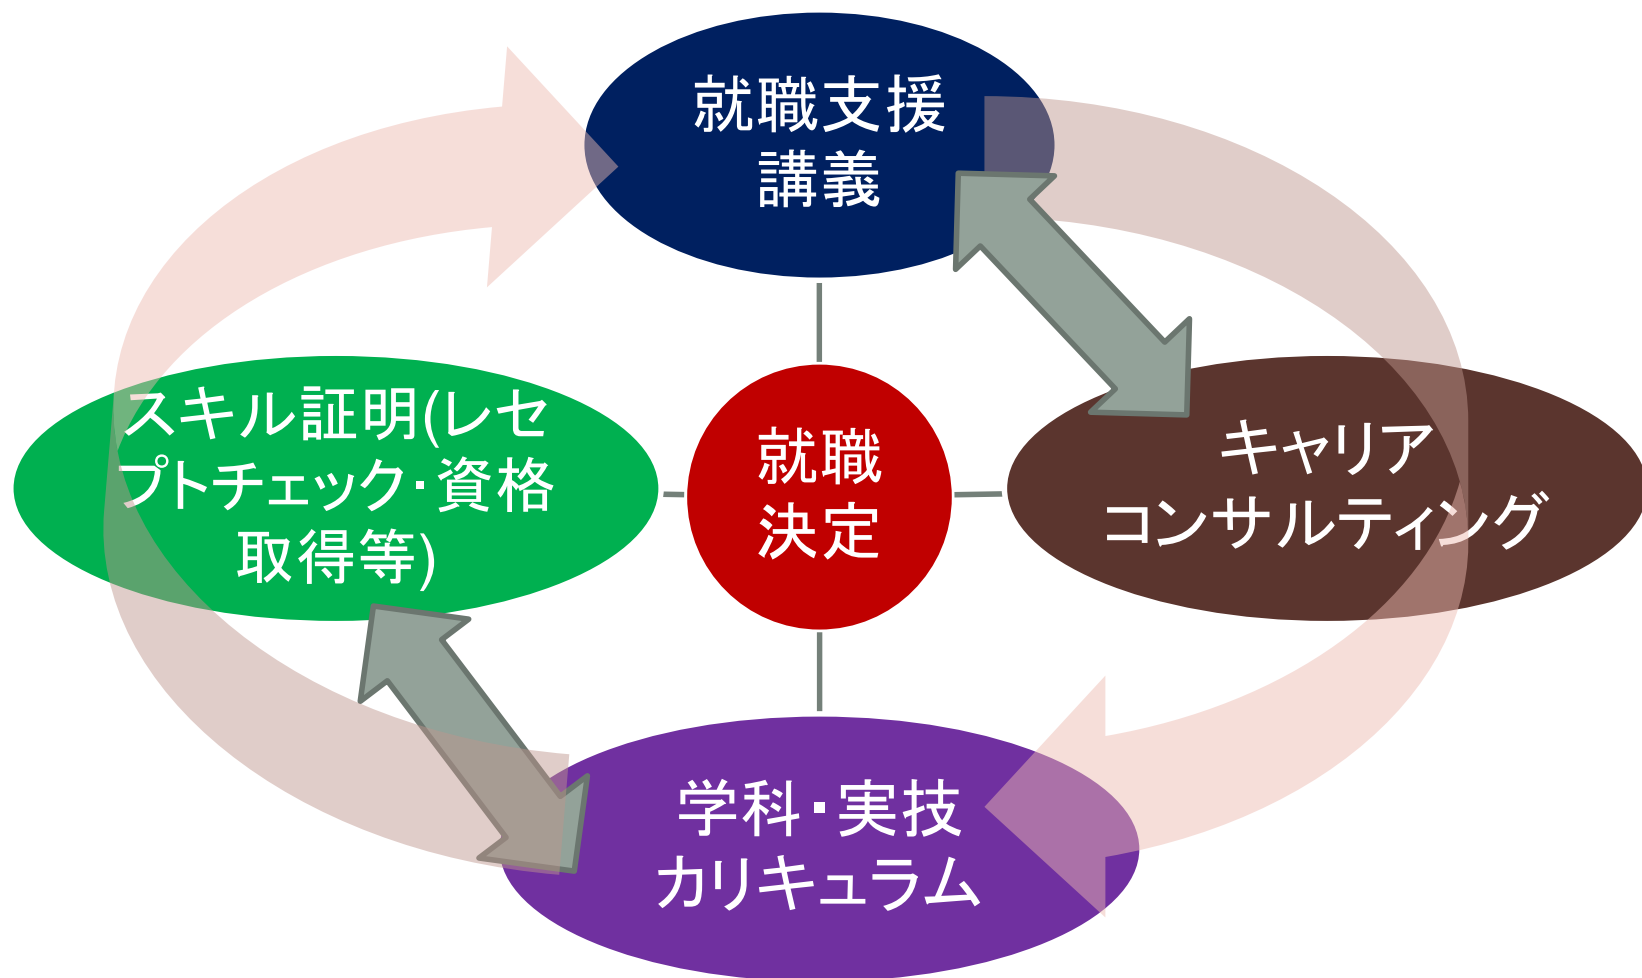 就職支援
講義
スキル証明(レセ
プトチェック・資格
取得等)
就職
決定
キャリア
コンサルティング
学科・実技
カリキュラム